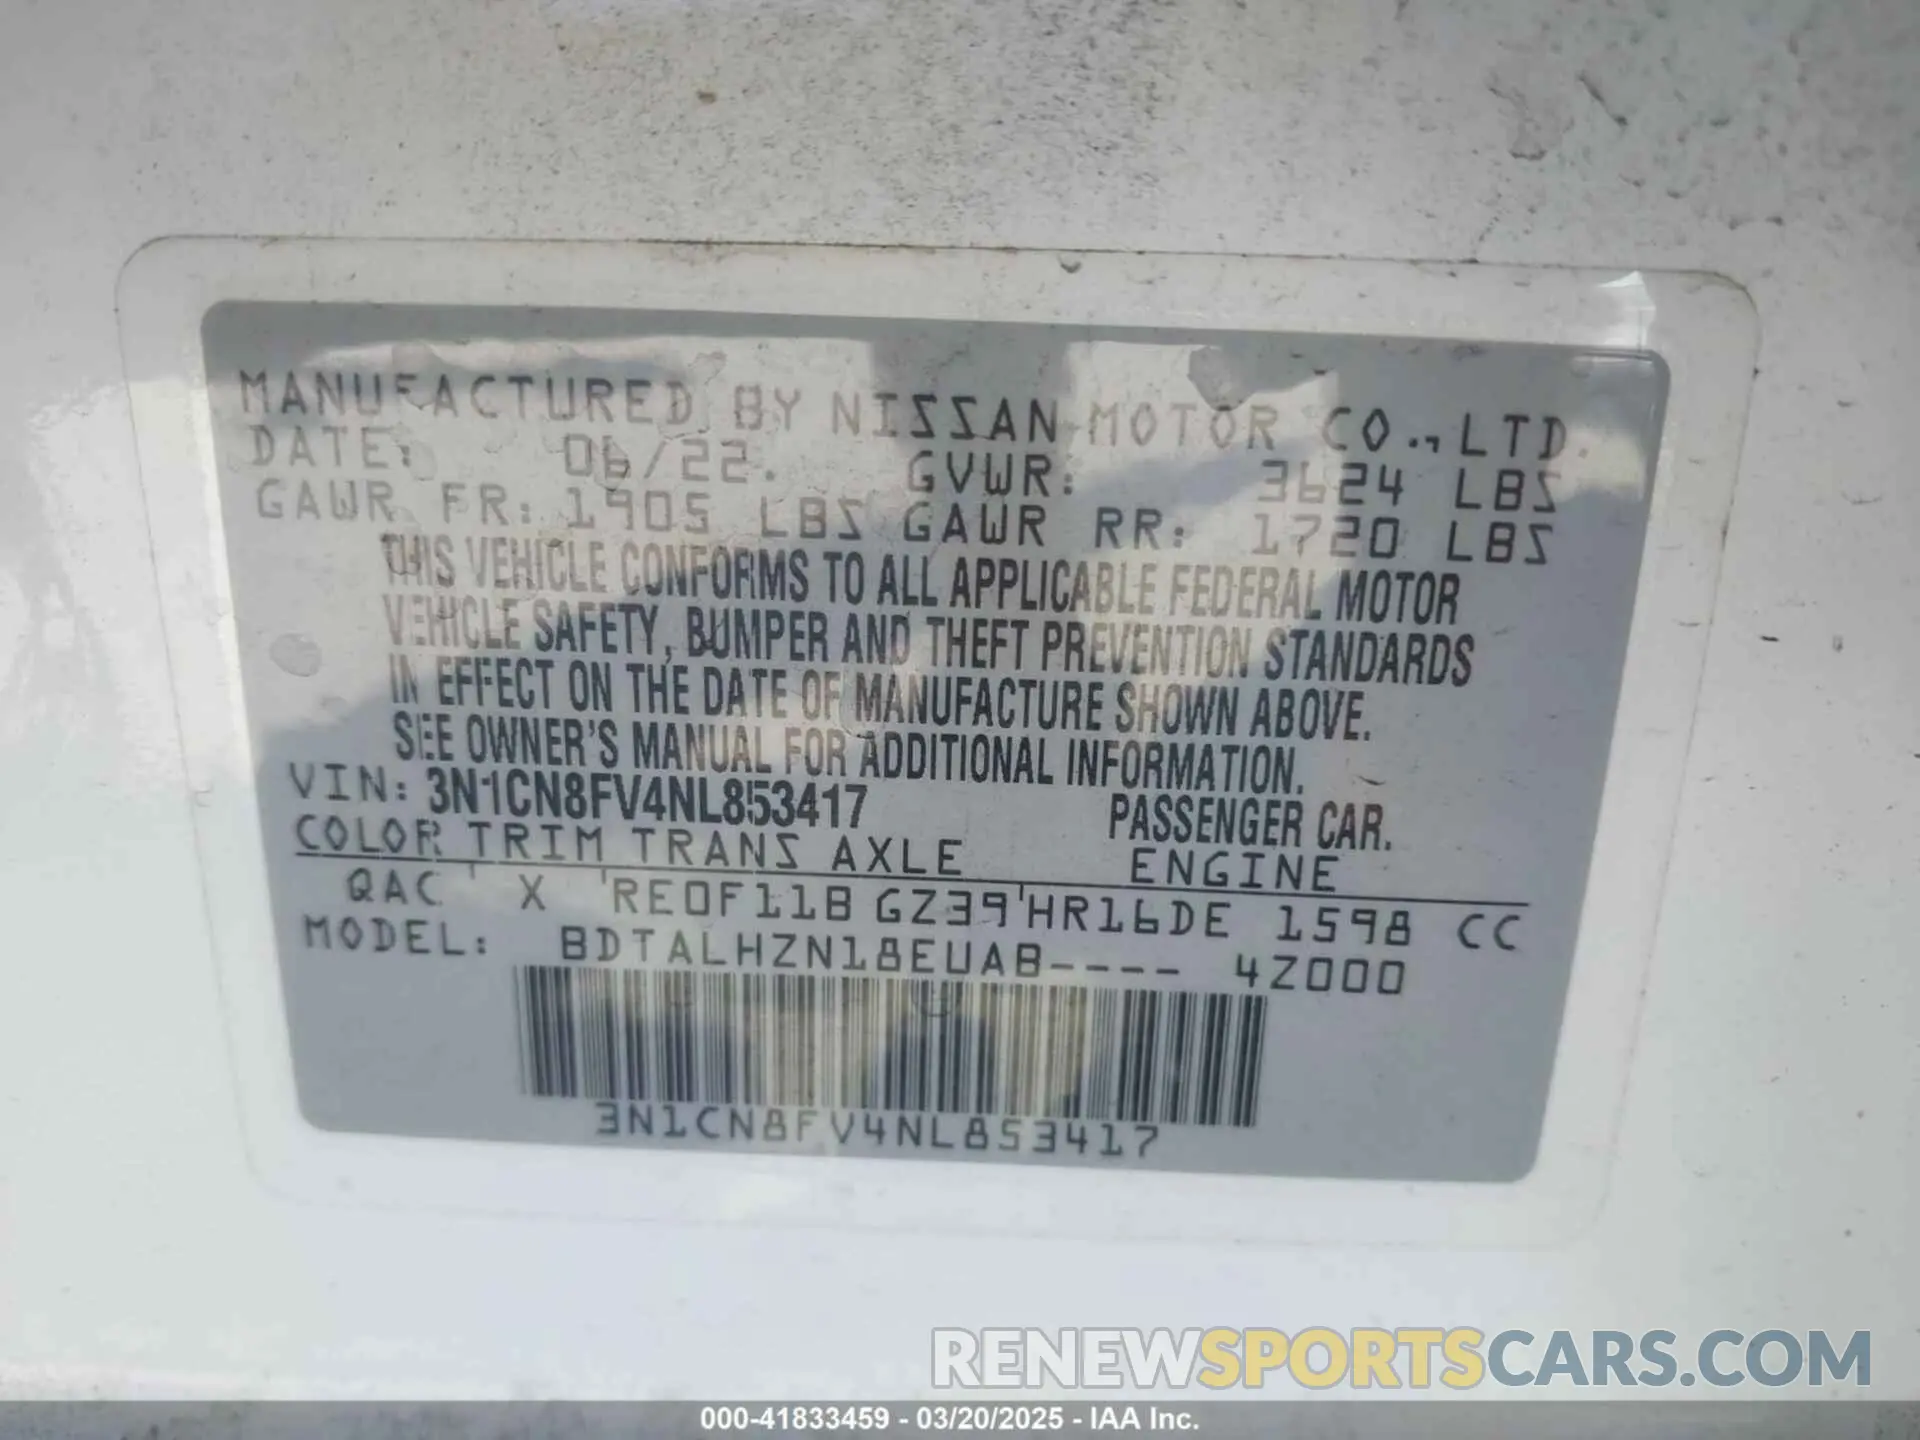 MANUFACTURED BY NISSAN MOTOR CO., LTD.
DATE: 06/22. GVWR: 3624 LBS
GAWR FR: 1905 LBS GAWR RR: 1720 LBS
THIS VEHICLE CONFORMS TO ALL APPLICABLE FEDERAL MOTOR
VEHICLE SAFETY, BUMPER AND THEFT PREVENTION STANDARDS
IN EFFECT ON THE DATE OF MANUFACTURE SHOWN ABOVE.
SEE OWNER'S MANUAL FOR ADDITIONAL INFORMATION.
VIN: 3N1CN8FV4NL853417 PASSENGER CAR.
COLOR TRIM TRANS AXLE ENGINE
QAC X RE0F11B GZ39 HR16DE 1598 CC
MODEL: BDTALHZN18EUAB---- 4Z000
3N1CN8FV4NL853417
RENEWSPORTSCARS.COM
000-41833459 - 03/20/2025 - IAA Inc.